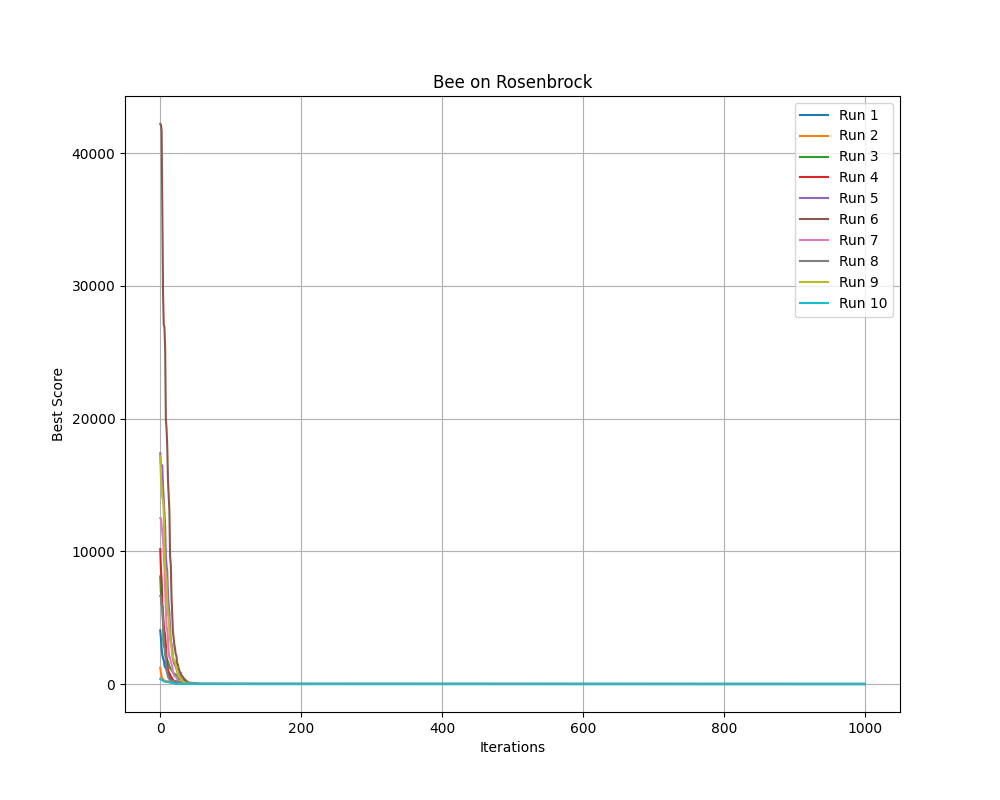 Bee on Rosenbrock
Best Score
40000
30000
20000
10000
0
0
200
400
600
800
1000
Iterations
Run 1
Run 2
Run 3
Run 4
Run 5
Run 6
Run 7
Run 8
Run 9
Run 10